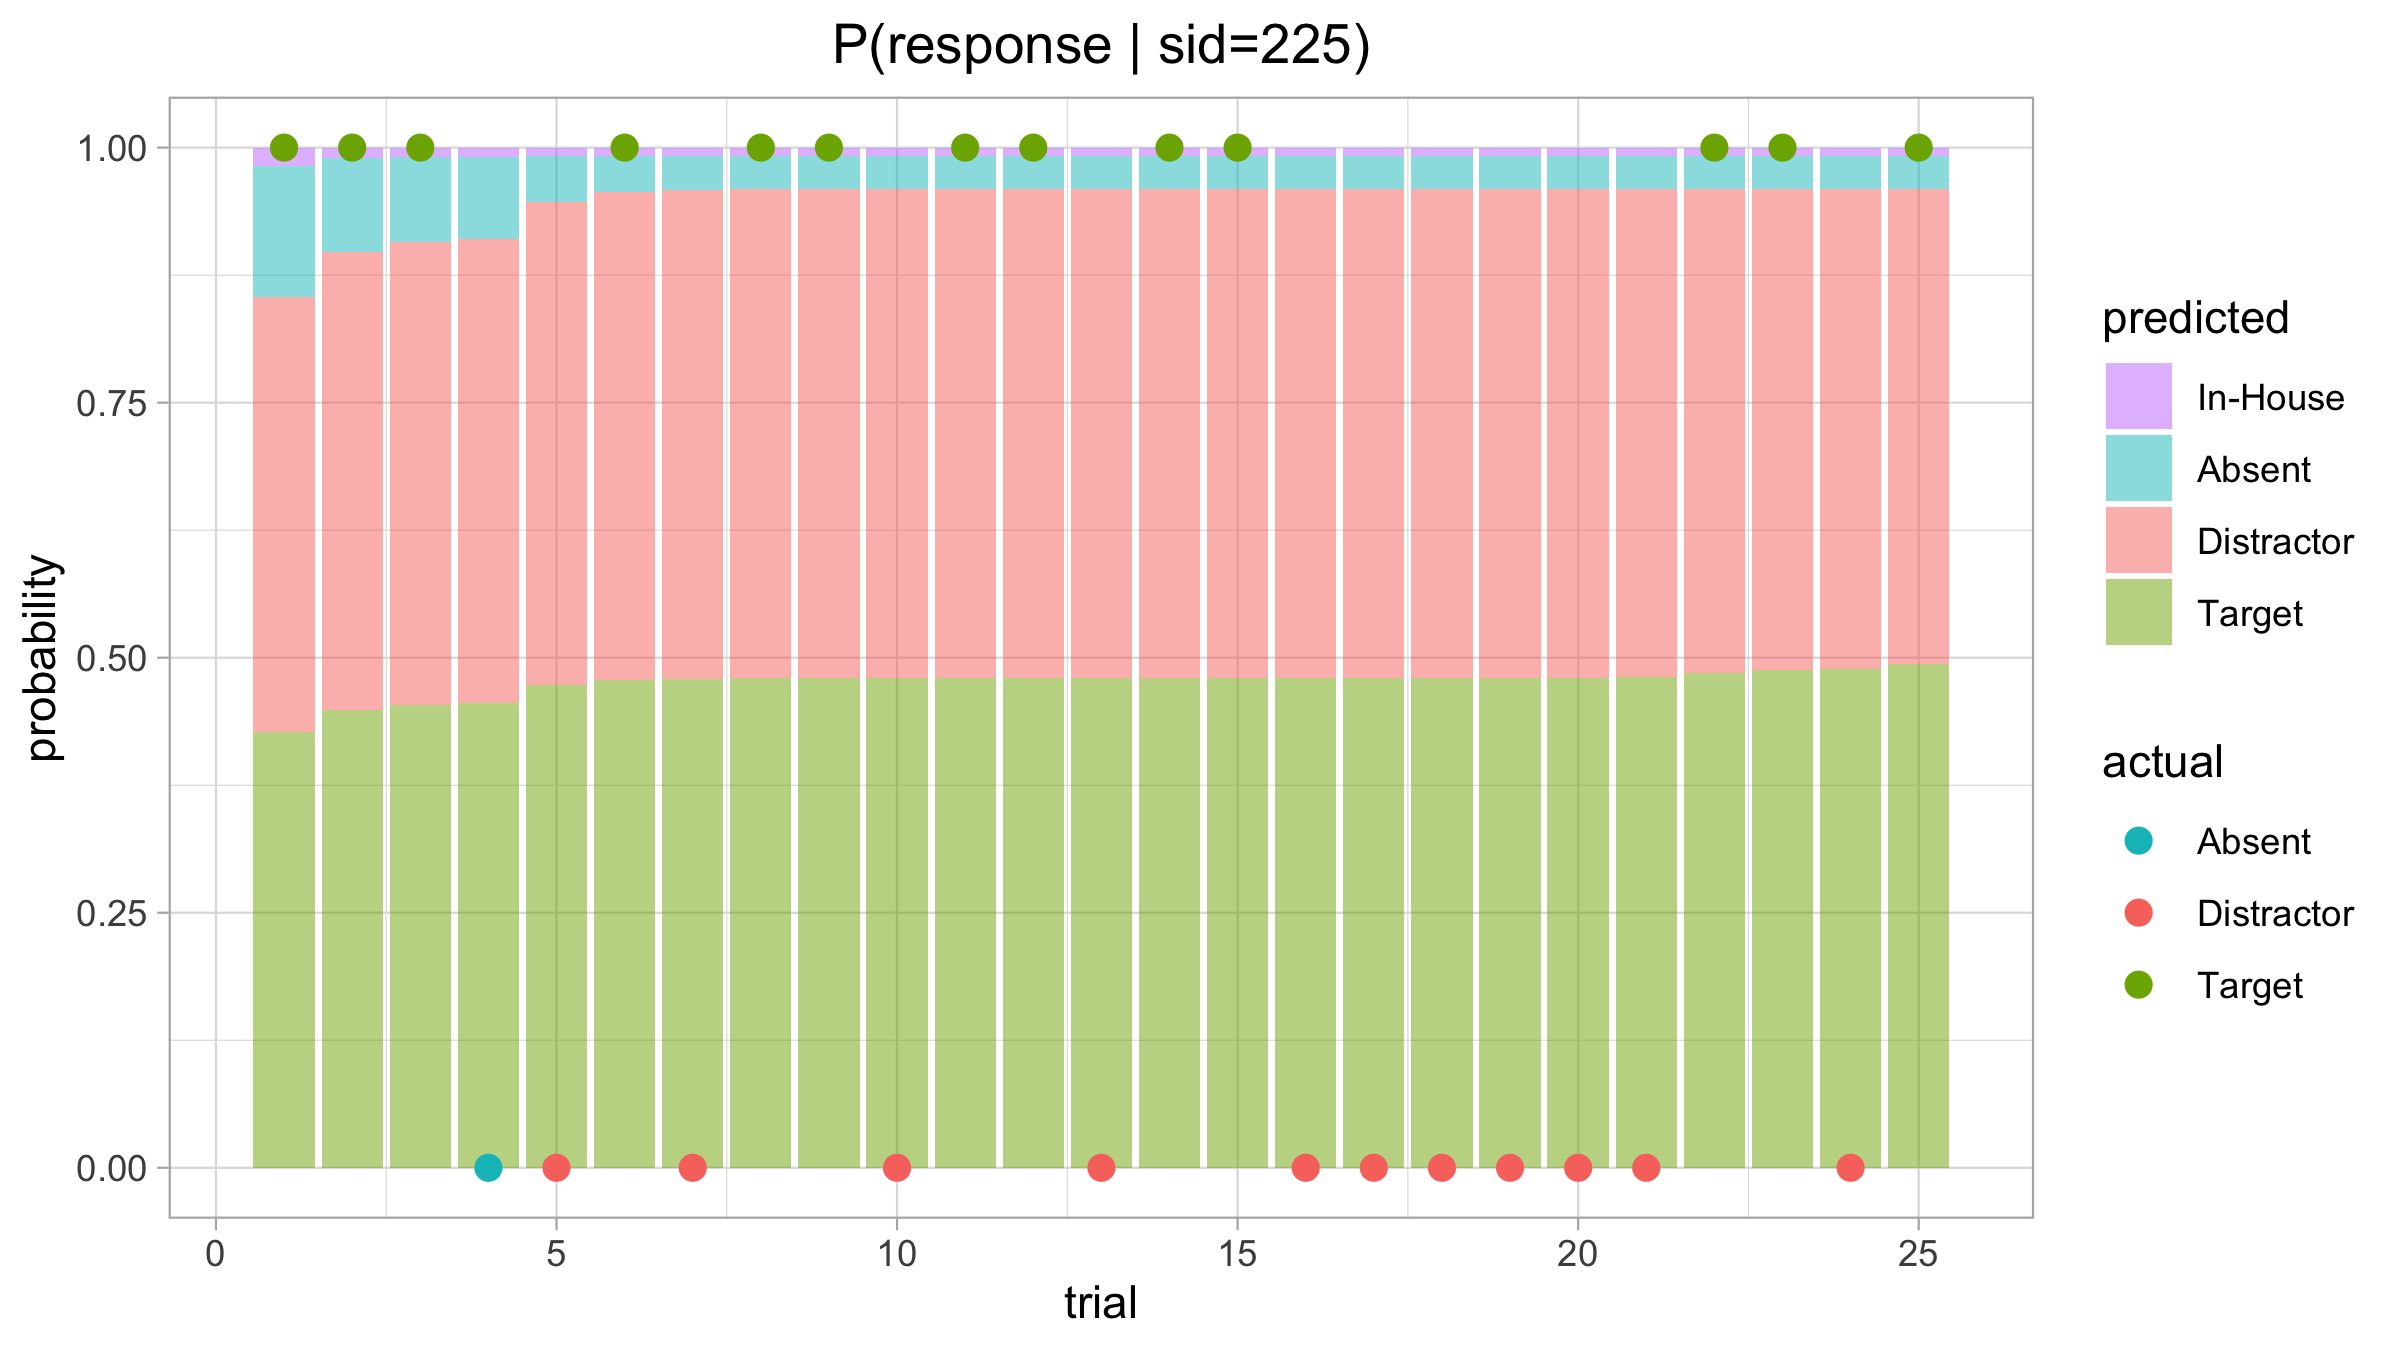 P(response | sid=225)
probability
1.00
0.75
0.50
0.25
0.00
0
5
10
15
20
25
trial
predicted
In-House
Absent
Distractor
Target
actual
Absent
Distractor
Target